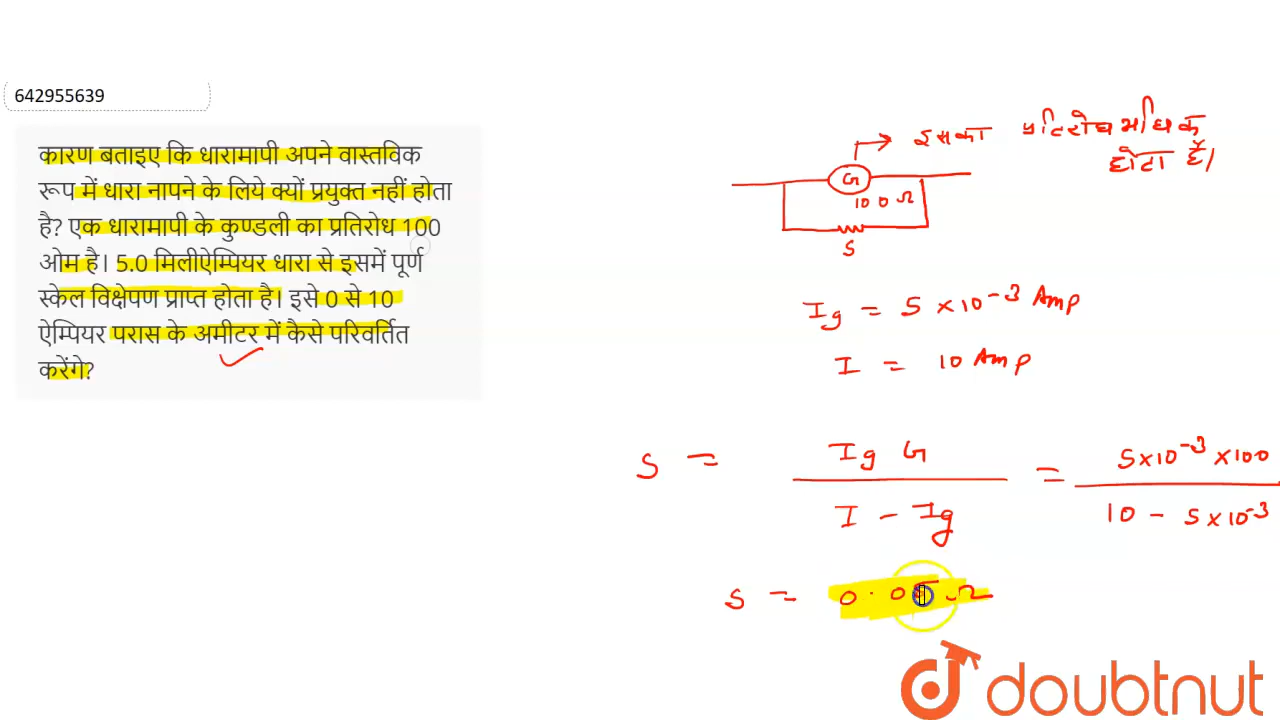 642955639
कारण बताइए कि धारामापी अपने वास्तविक
रूप में धारा नापने के लिये क्यों प्रयुक्त नहीं होता
है? एक धारामापी के कुण्डली का प्रतिरोध 100
ओम है। 5.0 मिलीऐम्पियर धारा से इसमें पूर्ण
स्केल विक्षेपण प्राप्त होता है। इसे 0 से 10
ऐम्पियर परास के अमीटर में कैसे परिवर्तित
करेंगे?
इसका प्रतिरोध अधिक
होता है।
G
100 Ω
S
Ig = 5 × 10⁻³ Amp
I = 10 Amp
S = Ig G / I - Ig = 5×10⁻³ × 100 / 10 - 5×10⁻³
S = 0.05 Ω
doubtnut